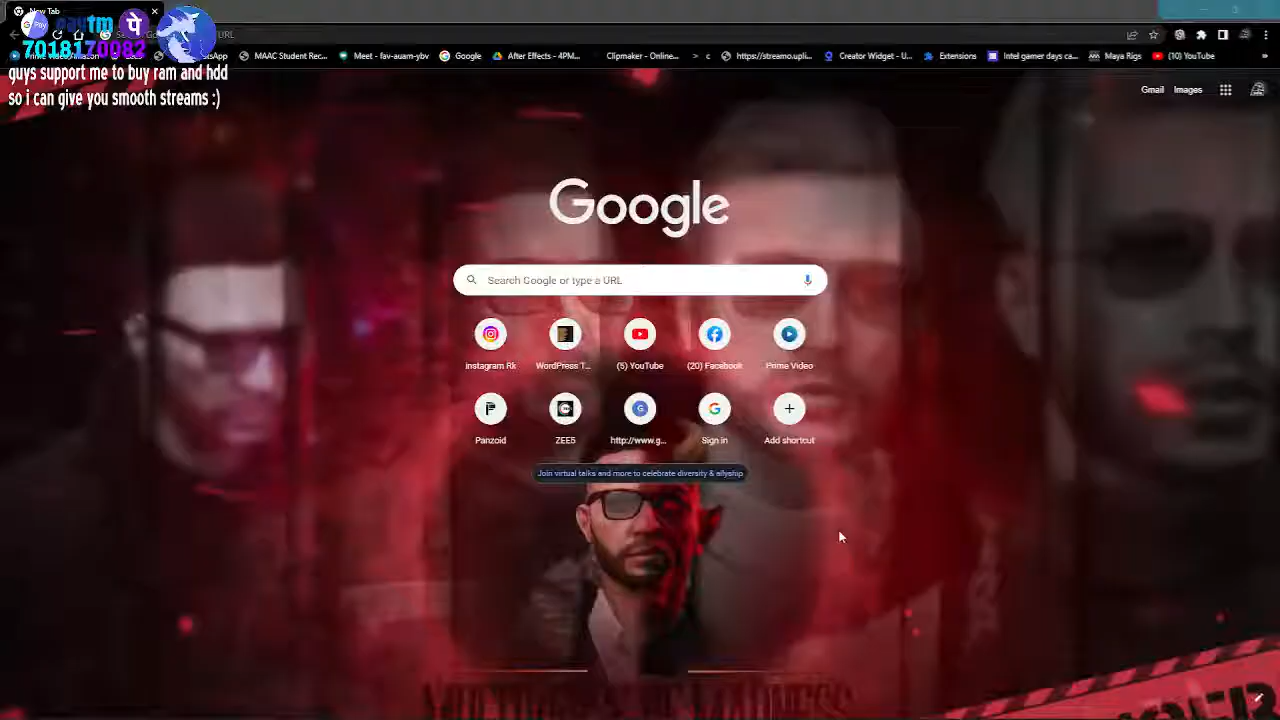 New Tab
G Pay paytm पे
7018170082
guys support me to buy ram and hdd
so i can give you smooth streams :)
MAAC Student Rec...
Meet - fav-auam-ybv
Google
After Effects - 4PM...
Clipmaker - Online...
c
https://streamo.upli...
Creator Widget - U...
Extensions
Intel gamer days ca...
Maya Rigs
(10) YouTube
Gmail
Images
Google
Search Google or type a URL
Instagram Rk
WordPress T...
(5) YouTube
(20) Facebook
Prime Video
Panzoid
ZEE5
http://www.g...
Sign in
Add shortcut
Join virtual talks and more to celebrate diversity & allyship